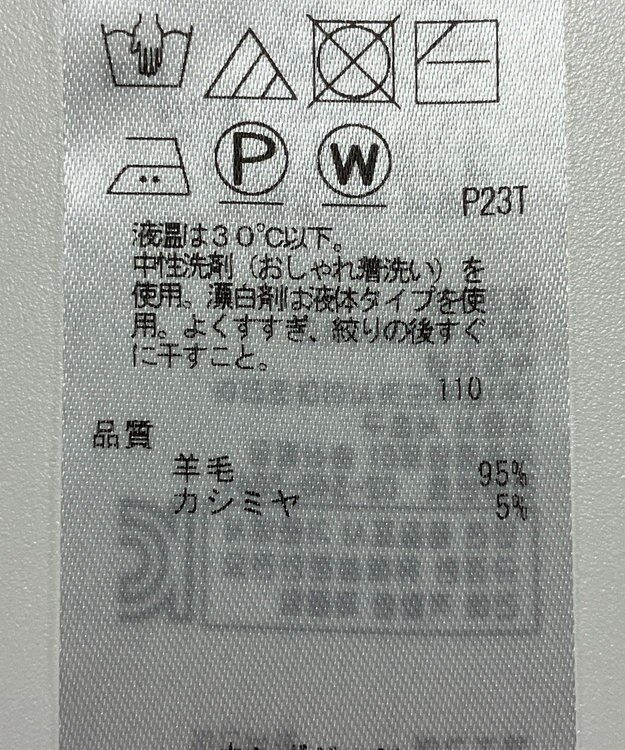 P W
P23T
液温は30℃以下。
中性洗剤（おしゃれ着洗い）を
使用。漂白剤は液体タイプを使
用。よくすすぎ、絞りの後すぐ
に干すこと。
110
品質
羊毛 95%
カシミヤ 5%